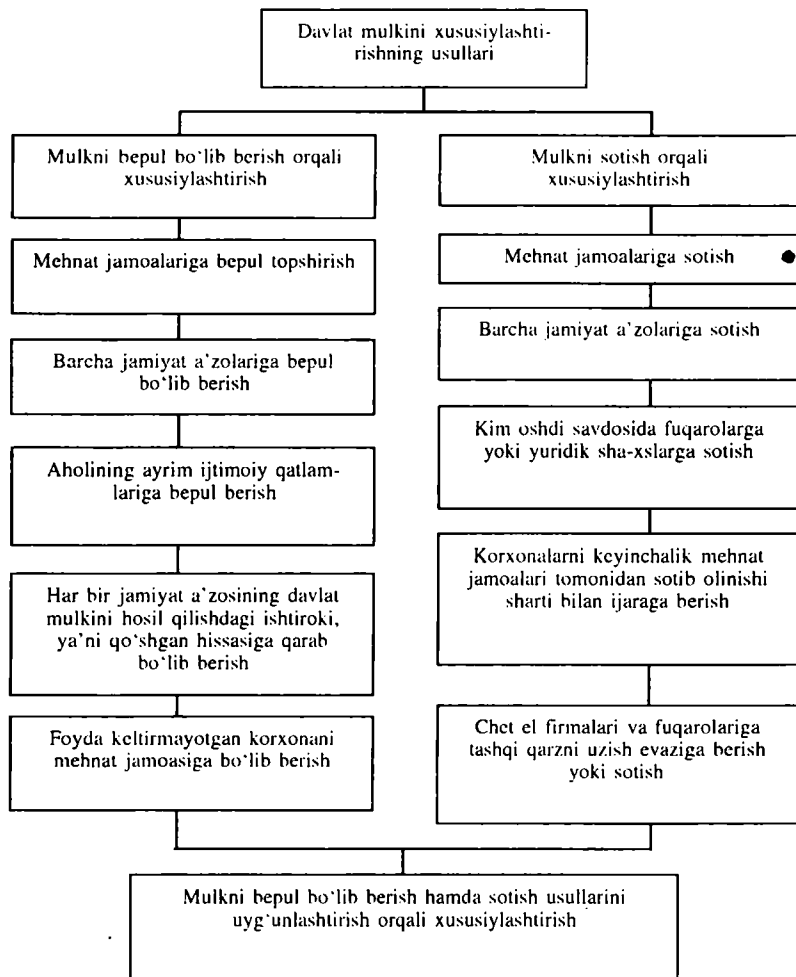 Davlat mulkini xususiylashti-
rishning usullari
Mulkni bepul bo‘lib berish orqali
xususiylashtirish
Mehnat jamoalariga bepul topshirish
Barcha jamiyat a’zolariga bepul
bo‘lib berish
Aholining ayrim ijtimoiy qatlam-
lariga bepul berish
Har bir jamiyat a’zosining davlat
mulkini hosil qilishdagi ishtiroki,
ya’ni qo‘shgan hissasiga qarab
bo‘lib berish
Foyda keltirmayotgan korxonani
mehnat jamoasiga bo‘lib berish
Mulkni sotish orqali
xususiylashtirish
Mehnat jamoalariga sotish
Barcha jamiyat a’zolariga sotish
Kim oshdi savdosida fuqarolarga
yoki yuridik sha-xslarga sotish
Korxonalarni keyinchalik mehnat
jamoalari tomonidan sotib olinishi
sharti bilan ijaraga berish
Chet el firmalari va fuqarolariga
tashqi qarzni uzish evaziga berish
yoki sotish
Mulkni bepul bo‘lib berish hamda sotish usullarini
uyg‘unlashtirish orqali xususiylashtirish